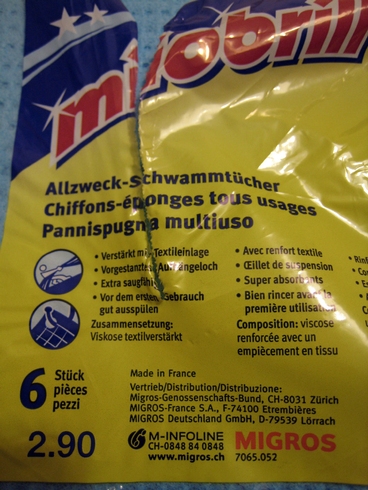 mirobrill
Allzweck-Schwammtücher
Chiffons-éponges tous usages
Pannispugna multiuso
• Verstärkt mit Textileinlage
• Vorgestanztes Aufhängeloch
• Extra saugfähig
• Vor dem ersten Gebrauch
gut ausspülen
Zusammensetzung:
Viskose textilverstärkt
• Avec renfort textile
• Œillet de suspension
• Super absorbants
• Bien rincer avant la
première utilisation
Composition: viscose
renforcée avec un
empiècement en tissu
6 Stück
pièces
pezzi
2.90
Made in France
Vertrieb/Distribution/Distribuzione:
Migros-Genossenschafts-Bund, CH-8031 Zürich
MIGROS-France S.A., F-74100 Etrembières
MIGROS Deutschland GmbH, D-79539 Lörrach
M-INFOLINE
CH-0848 84 0848
www.migros.ch
MIGROS
7065.052